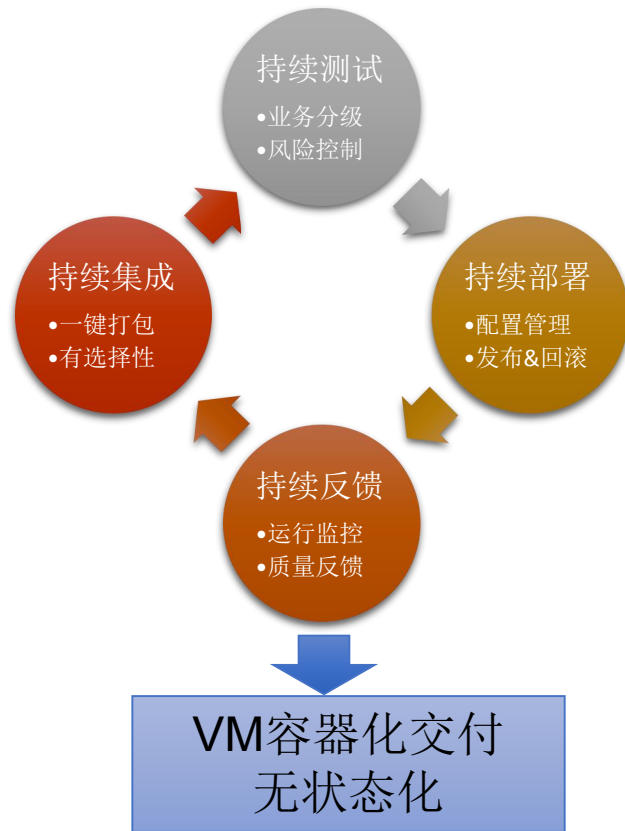 持续测试
•业务分级
•风险控制
持续集成
•一键打包
•有选择性
持续部署
•配置管理
•发布&回滚
持续反馈
•运行监控
•质量反馈
VM容器化交付
无状态化